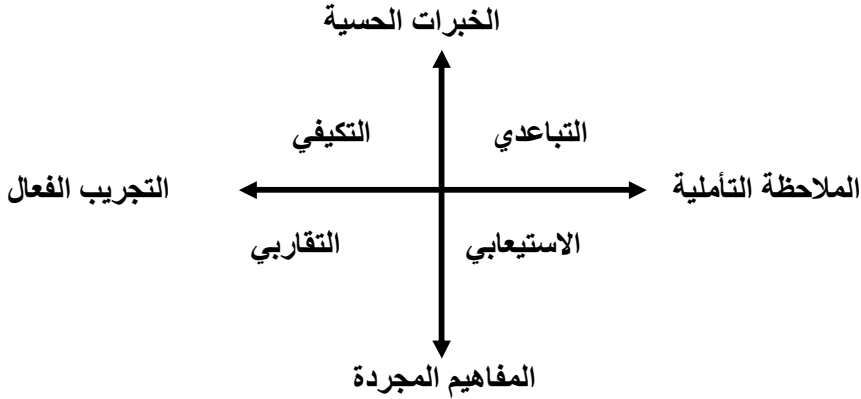 الخبرات الحسية
التباعدي
التكيفي
الملاحظة التأملية
التجريب الفعال
الاستيعابي
التقاربي
المفاهيم المجردة